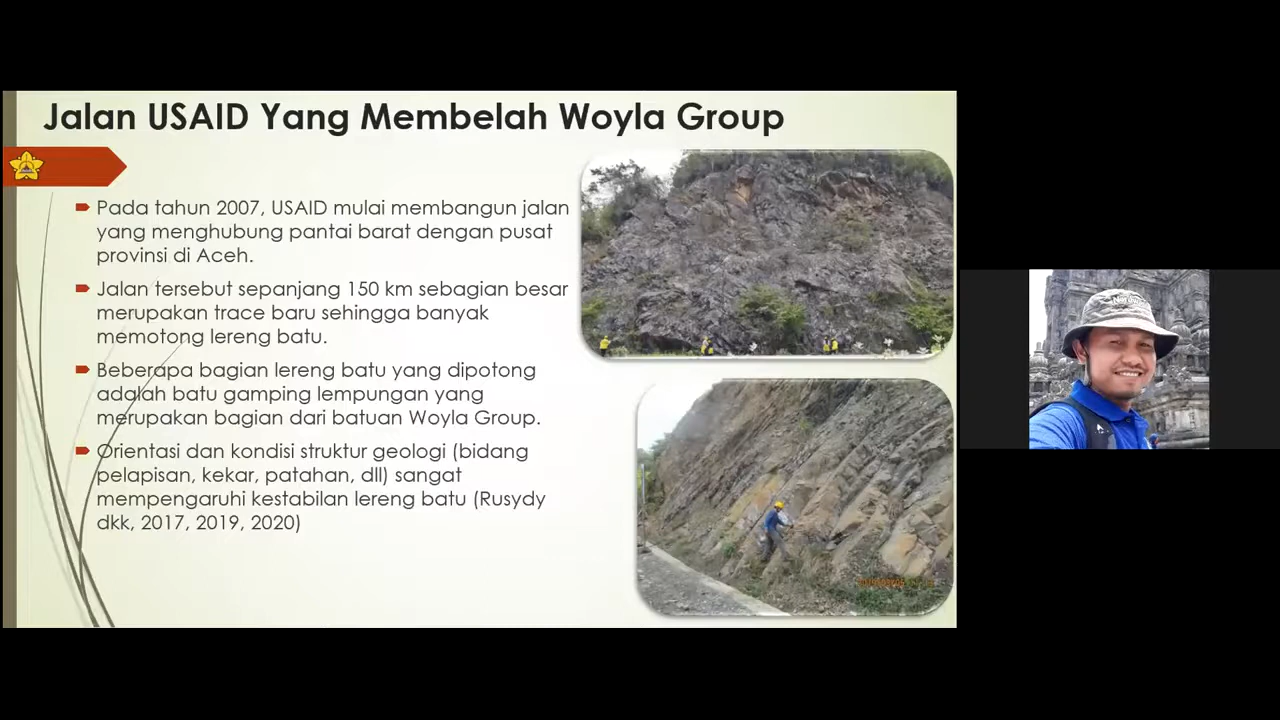 Jalan USAID Yang Membelah Woyla Group
Pada tahun 2007, USAID mulai membangun jalan
yang menghubung pantai barat dengan pusat
provinsi di Aceh.
Jalan tersebut sepanjang 150 km sebagian besar
merupakan trace baru sehingga banyak
memotong lereng batu.
Beberapa bagian lereng batu yang dipotong
adalah batu gamping lempungan yang
merupakan bagian dari batuan Woyla Group.
Orientasi dan kondisi struktur geologi (bidang
pelapisan, kekar, patahan, dll) sangat
mempengaruhi kestabilan lereng batu (Rusydy
dkk, 2017, 2019, 2020)